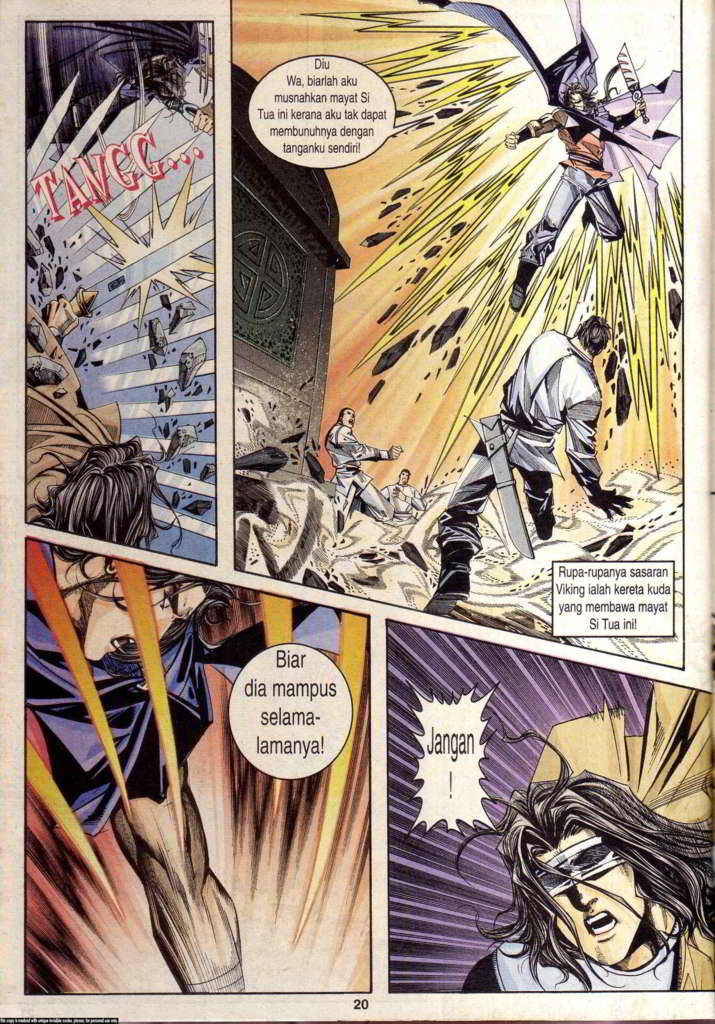 TANGG...
Diu
Wa, biarlah aku
musnahkan mayat Si
Tua ini kerana aku tak dapat
membunuhnya dengan
tanganku sendiri!
Rupa-rupanya sasaran
Viking ialah kereta kuda
yang membawa mayat
Si Tua ini!
Biar
dia mampus
selama-
lamanya!
Jangan
!
20